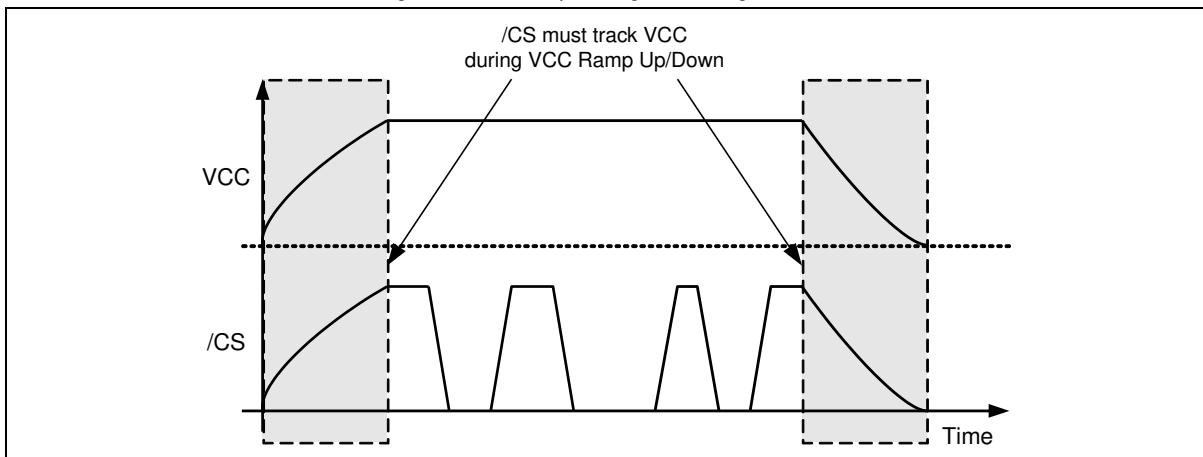 /CS must track VCC
during VCC Ramp Up/Down
VCC
/CS
Time